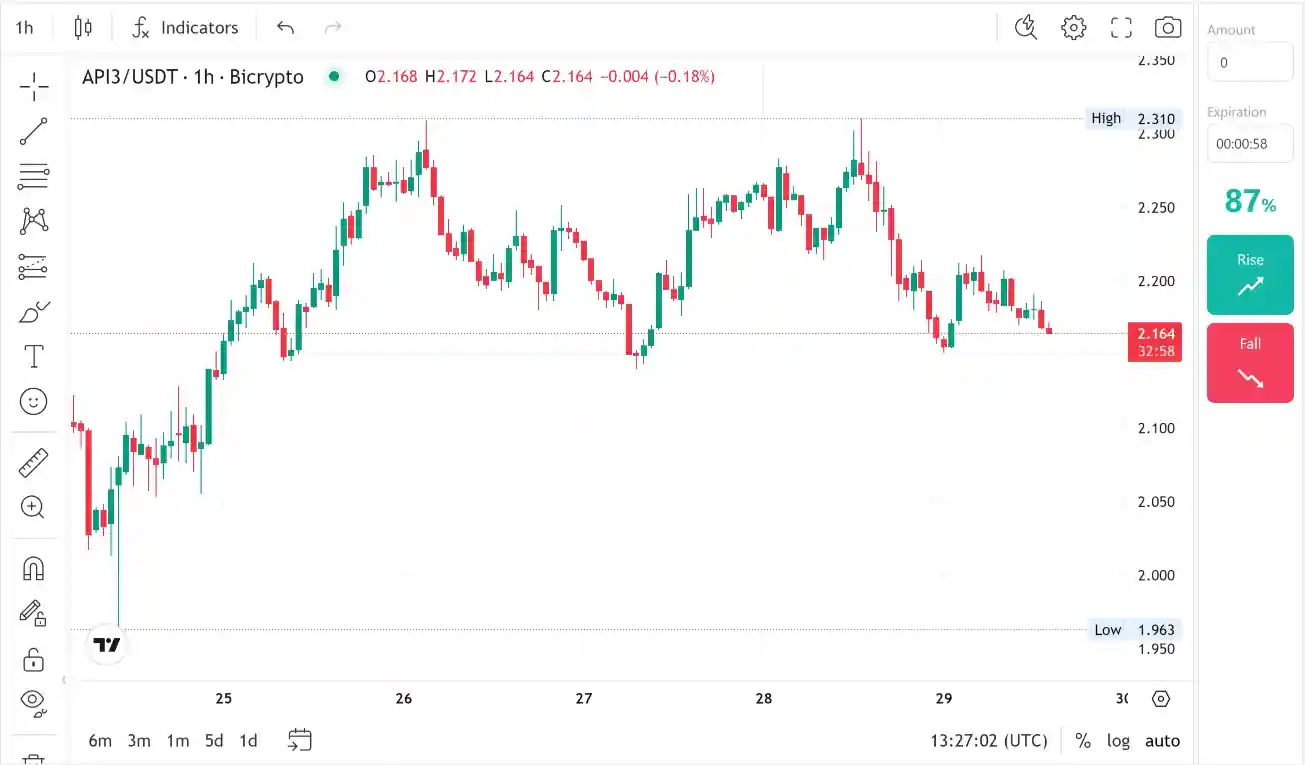 1h Indicators
API3/USDT · 1h · Bicrypto O2.168 H2.172 L2.164 C2.164 −0.004 (−0.18%)
2.350
High 2.310
2.300
2.250
2.200
2.164
32:58
2.100
2.050
2.000
Low 1.963
1.950
25 26 27 28 29
6m 3m 1m 5d 1d 13:27:02 (UTC) % log auto
Amount
0
Expiration
00:00:58
87%
Rise
Fall